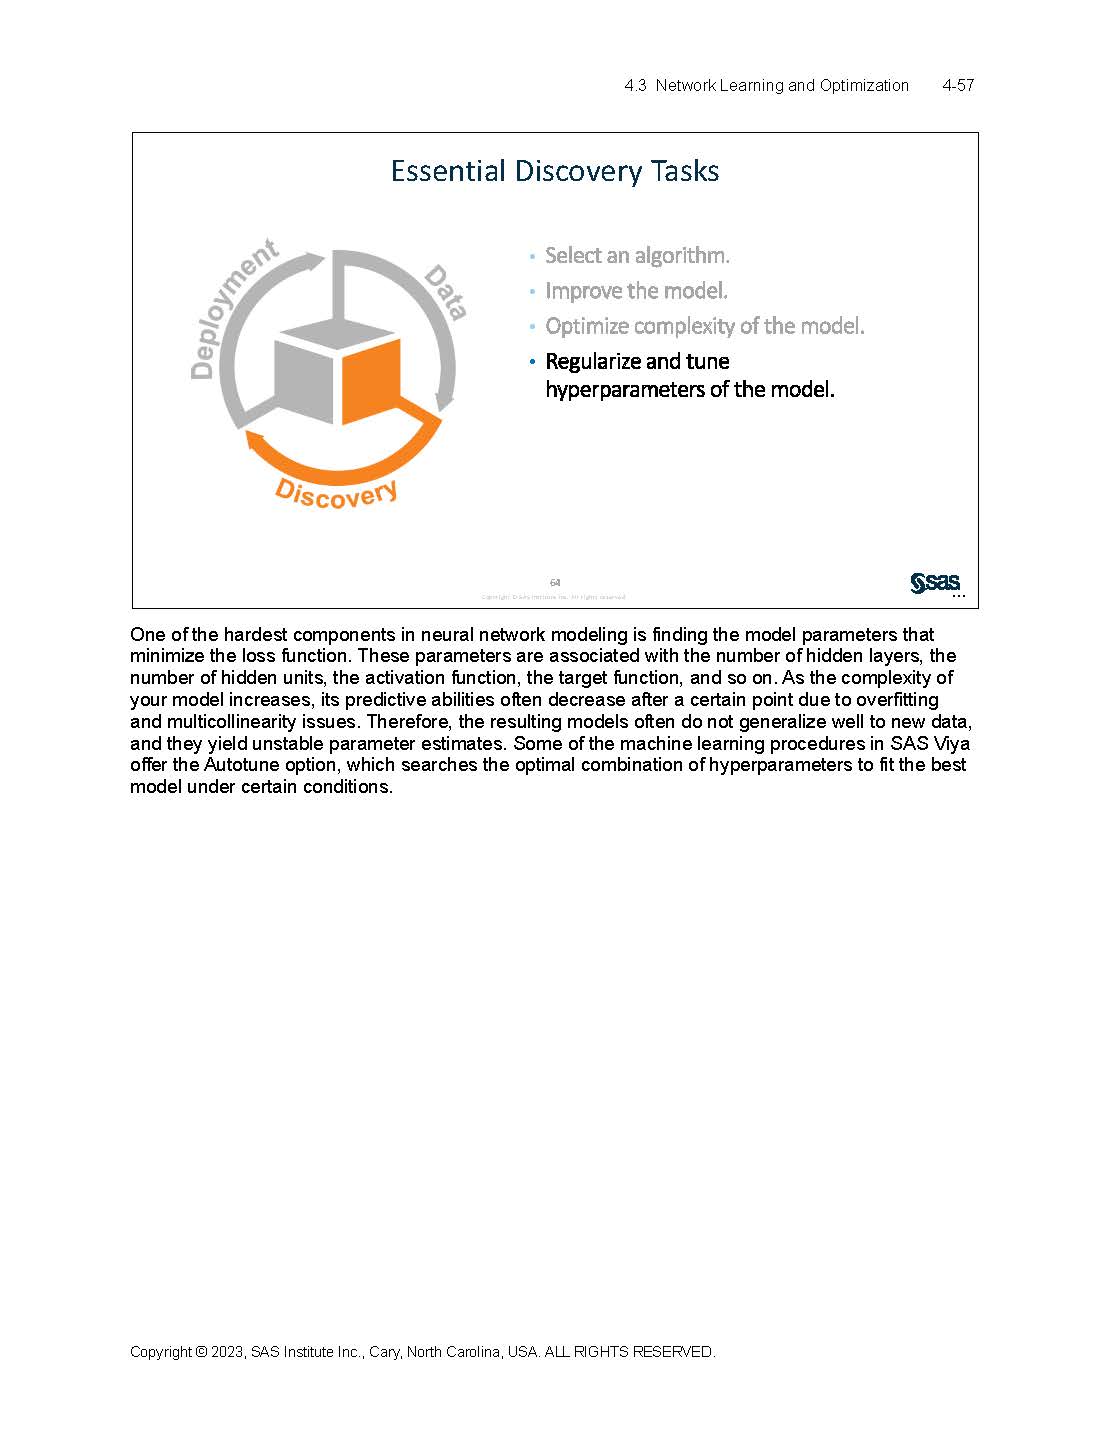 4.3 Network Learning and Optimization 4-57
Essential Discovery Tasks
Deployment
Data
Discovery
• Select an algorithm.
• Improve the model.
• Optimize complexity of the model.
• Regularize and tune
hyperparameters of the model.
64
Copyright © SAS Institute Inc. All rights reserved.
sas
...
One of the hardest components in neural network modeling is finding the model parameters that
minimize the loss function. These parameters are associated with the number of hidden layers, the
number of hidden units, the activation function, the target function, and so on. As the complexity of
your model increases, its predictive abilities often decrease after a certain point due to overfitting
and multicollinearity issues. Therefore, the resulting models often do not generalize well to new data,
and they yield unstable parameter estimates. Some of the machine learning procedures in SAS Viya
offer the Autotune option, which searches the optimal combination of hyperparameters to fit the best
model under certain conditions.
Copyright © 2023, SAS Institute Inc., Cary, North Carolina, USA. ALL RIGHTS RESERVED.